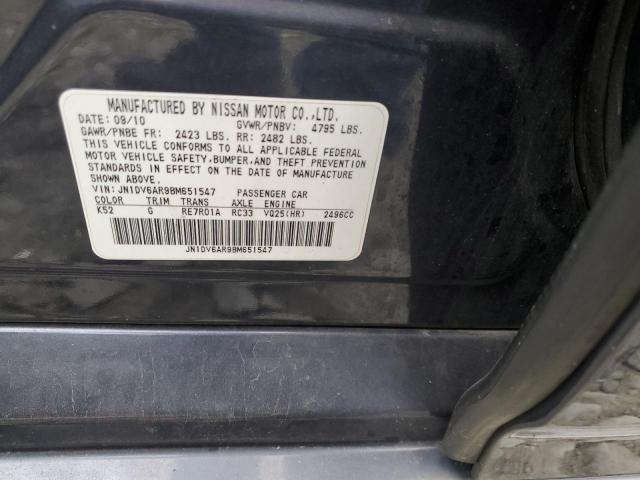 MANUFACTURED BY NISSAN MOTOR CO.,LTD.
DATE: 09/10 GVWR/PNBV: 4795 LBS.
GAWR/PNBE FR: 2423 LBS. RR: 2482 LBS.
THIS VEHICLE CONFORMS TO ALL APPLICABLE FEDERAL
MOTOR VEHICLE SAFETY,BUMPER,AND THEFT PREVENTION
STANDARDS IN EFFECT ON THE DATE OF MANUFACTURE
SHOWN ABOVE.
VIN: JN1DV6AR9BM651547 PASSENGER CAR
COLOR TRIM TRANS AXLE ENGINE
K52 G RE7R01A RC33 VQ25(HR) 2496CC
JN1DV6AR9BM651547